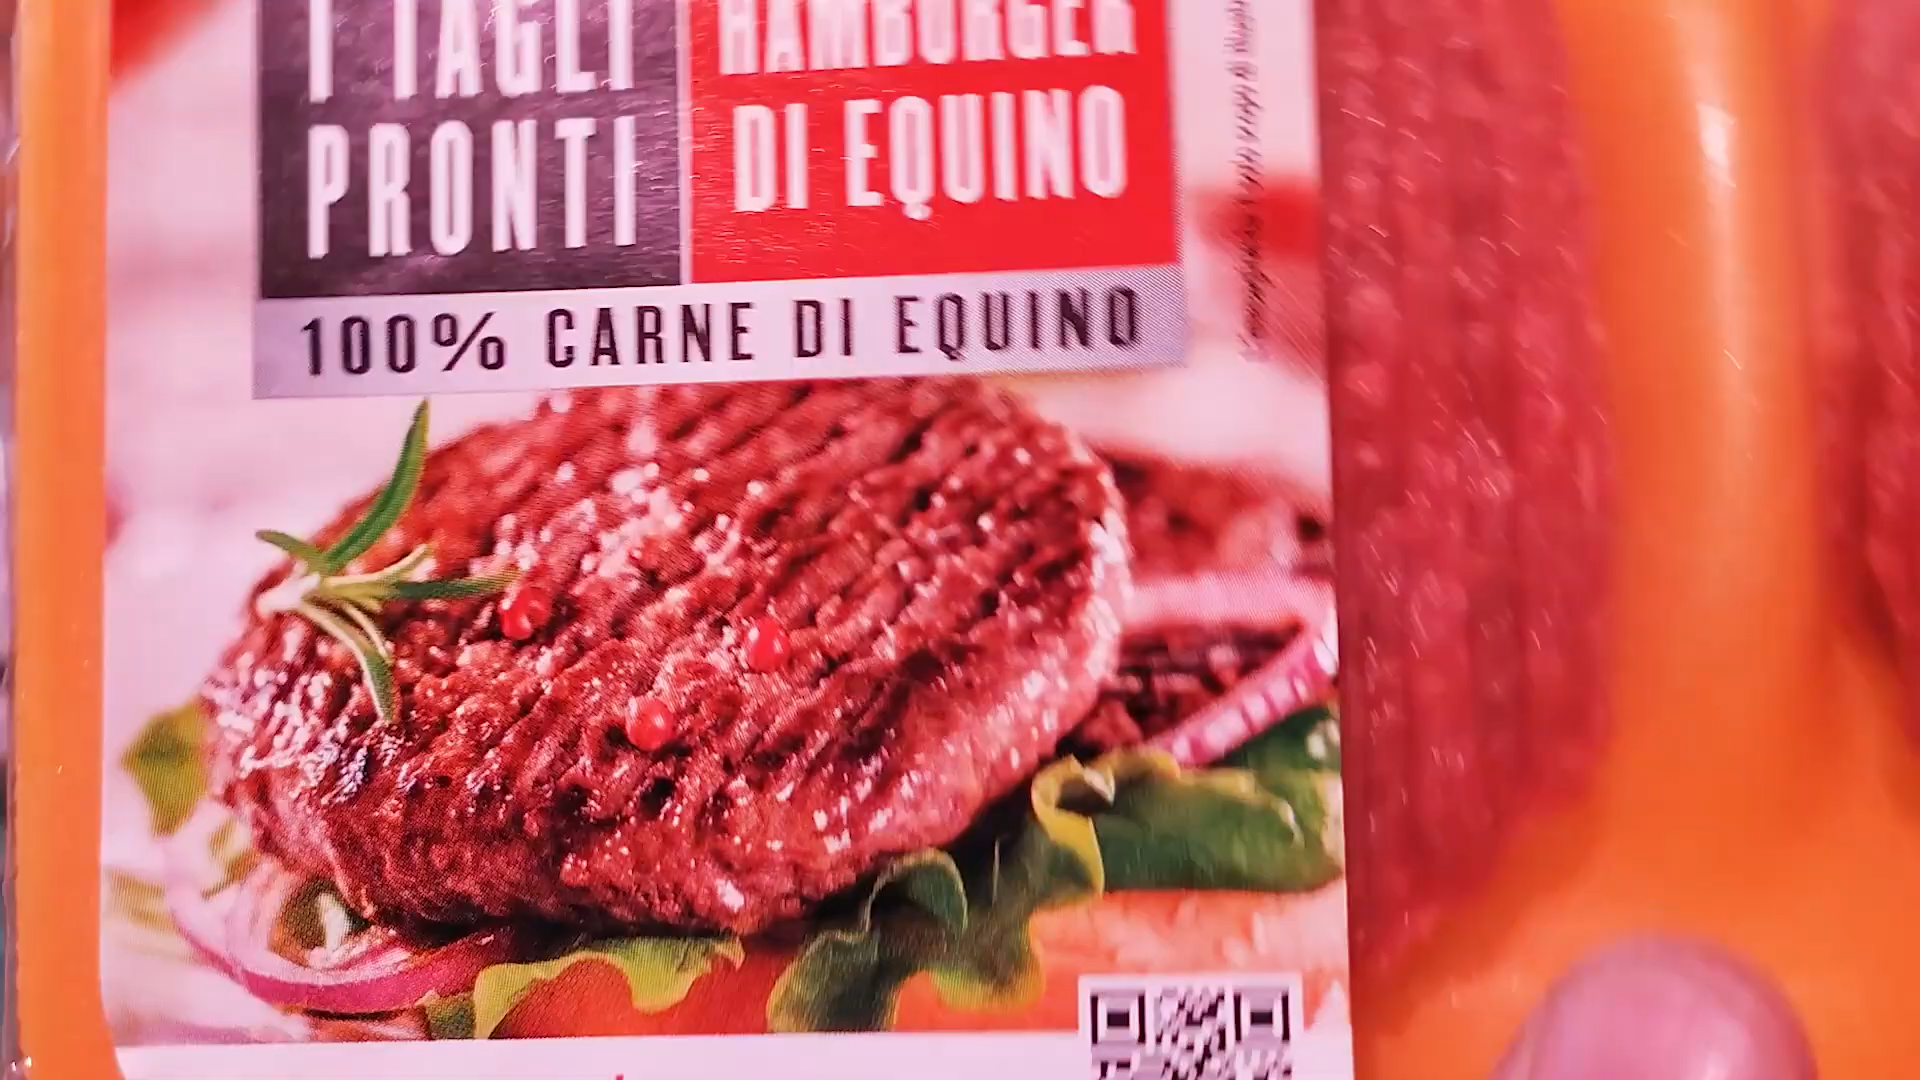 I TAGLI
PRONTI
HAMBURGER
DI EQUINO
100% CARNE DI EQUINO